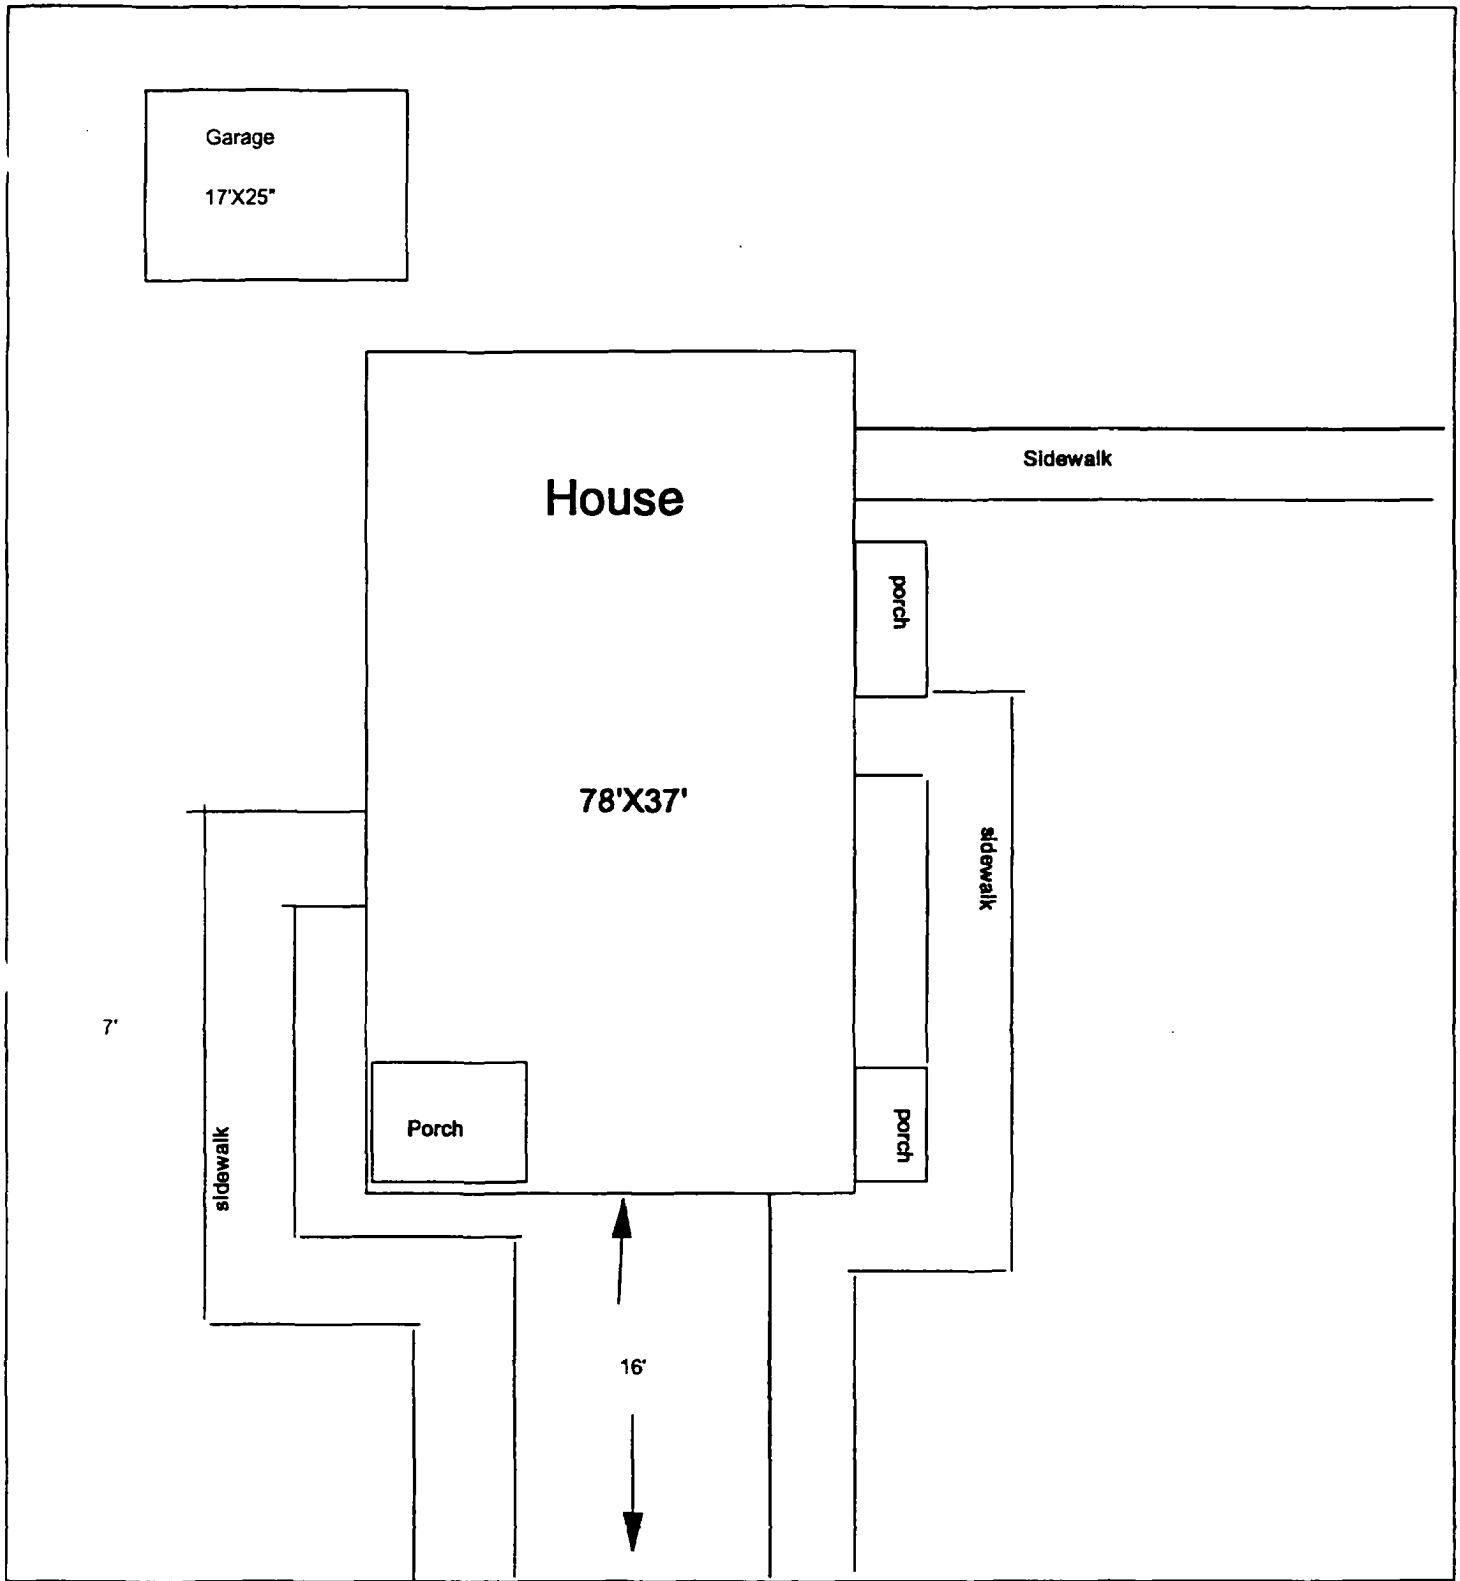 Garage
17'X25"
Sidewalk
House
porch
78'X37'
sidewalk
7'
Porch
porch
sidewalk
16'